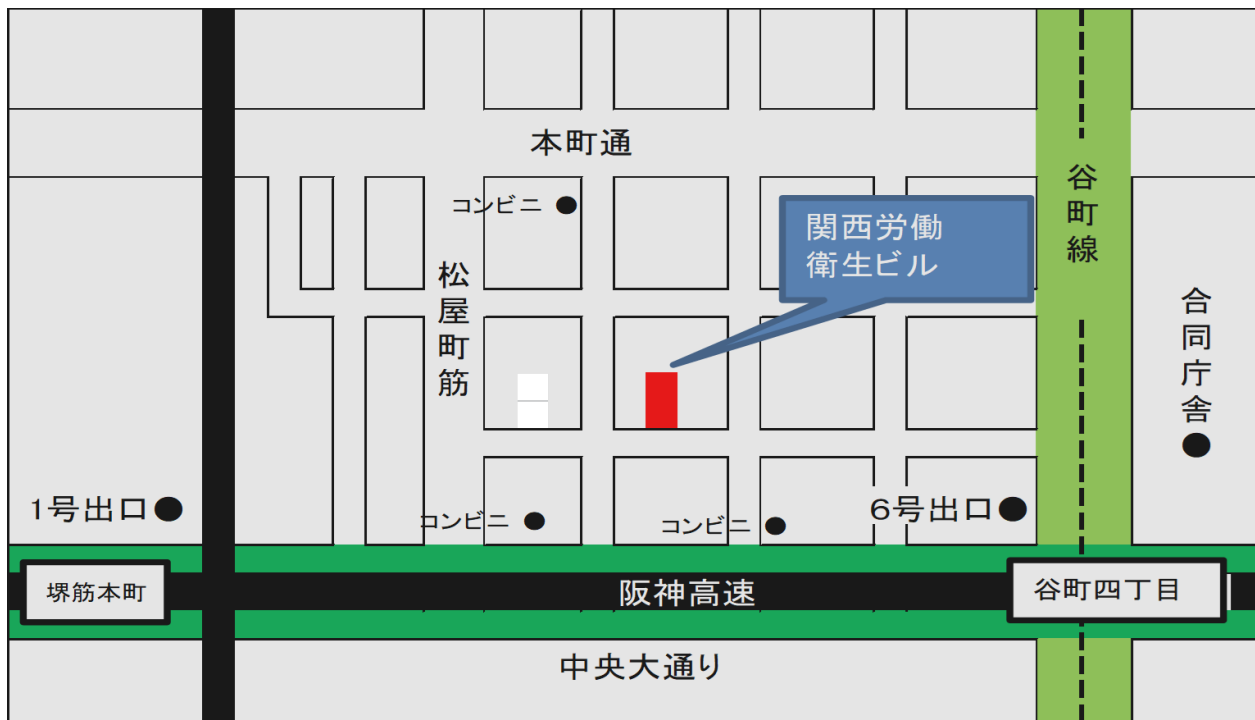 本町通
谷町線
コンビニ
関西労働
衛生ビル
松屋町筋
合同庁舎
1号出口
コンビニ
コンビニ
6号出口
堺筋本町
阪神高速
谷町四丁目
中央大通り